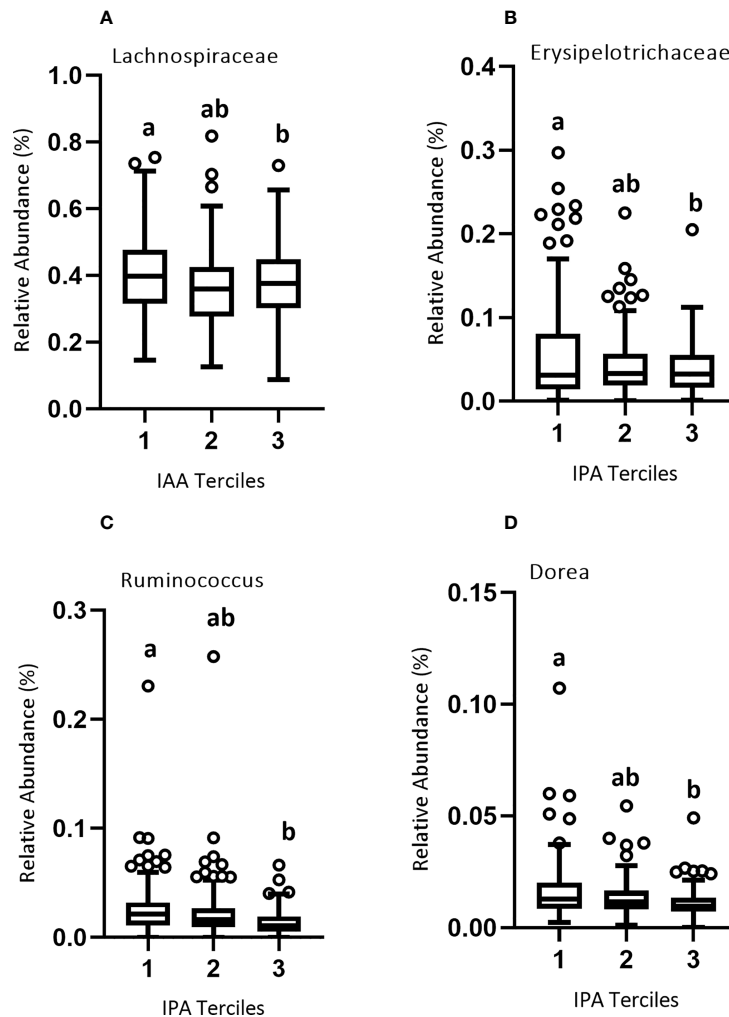 A
Lachnospiraceae
Relative Abundance (%)
1.0
0.8
0.6
0.4
0.2
0.0
a
ab
b
1 2 3
IAA Terciles
B
Erysipelotrichaceae
Relative Abundance (%)
0.4
0.3
0.2
0.1
0.0
a
ab
b
1 2 3
IPA Terciles
C
Ruminococcus
Relative Abundance (%)
0.3
0.2
0.1
0.0
a
ab
b
1 2 3
IPA Terciles
D
Dorea
Relative Abundance (%)
0.15
0.10
0.05
0.00
a
ab
b
1 2 3
IPA Terciles